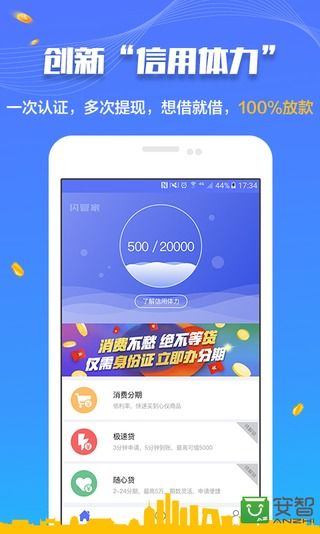 创新“信用体力”
一次认证，多次提现，想借就借，100%放款
4G 17:34
闪管家
500 / 20000
了解信用体力
消费不愁 绝不等贷
仅需身份证 立即办分期
消费分期
低利率，快速买到心仪商品
极速贷
3分钟申请，5分钟到账，最高可借5000
随心贷
2~24分期，最高5万，期数灵活、申请便捷
安智
ANZHI